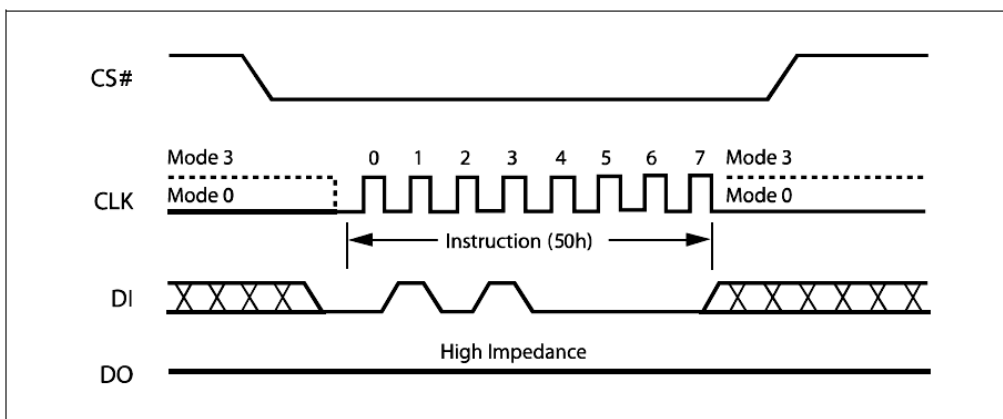 CS#
Mode 3 0 1 2 3 4 5 6 7 Mode 3
CLK Mode 0 Mode 0
Instruction (50h)
DI
High Impedance
DO